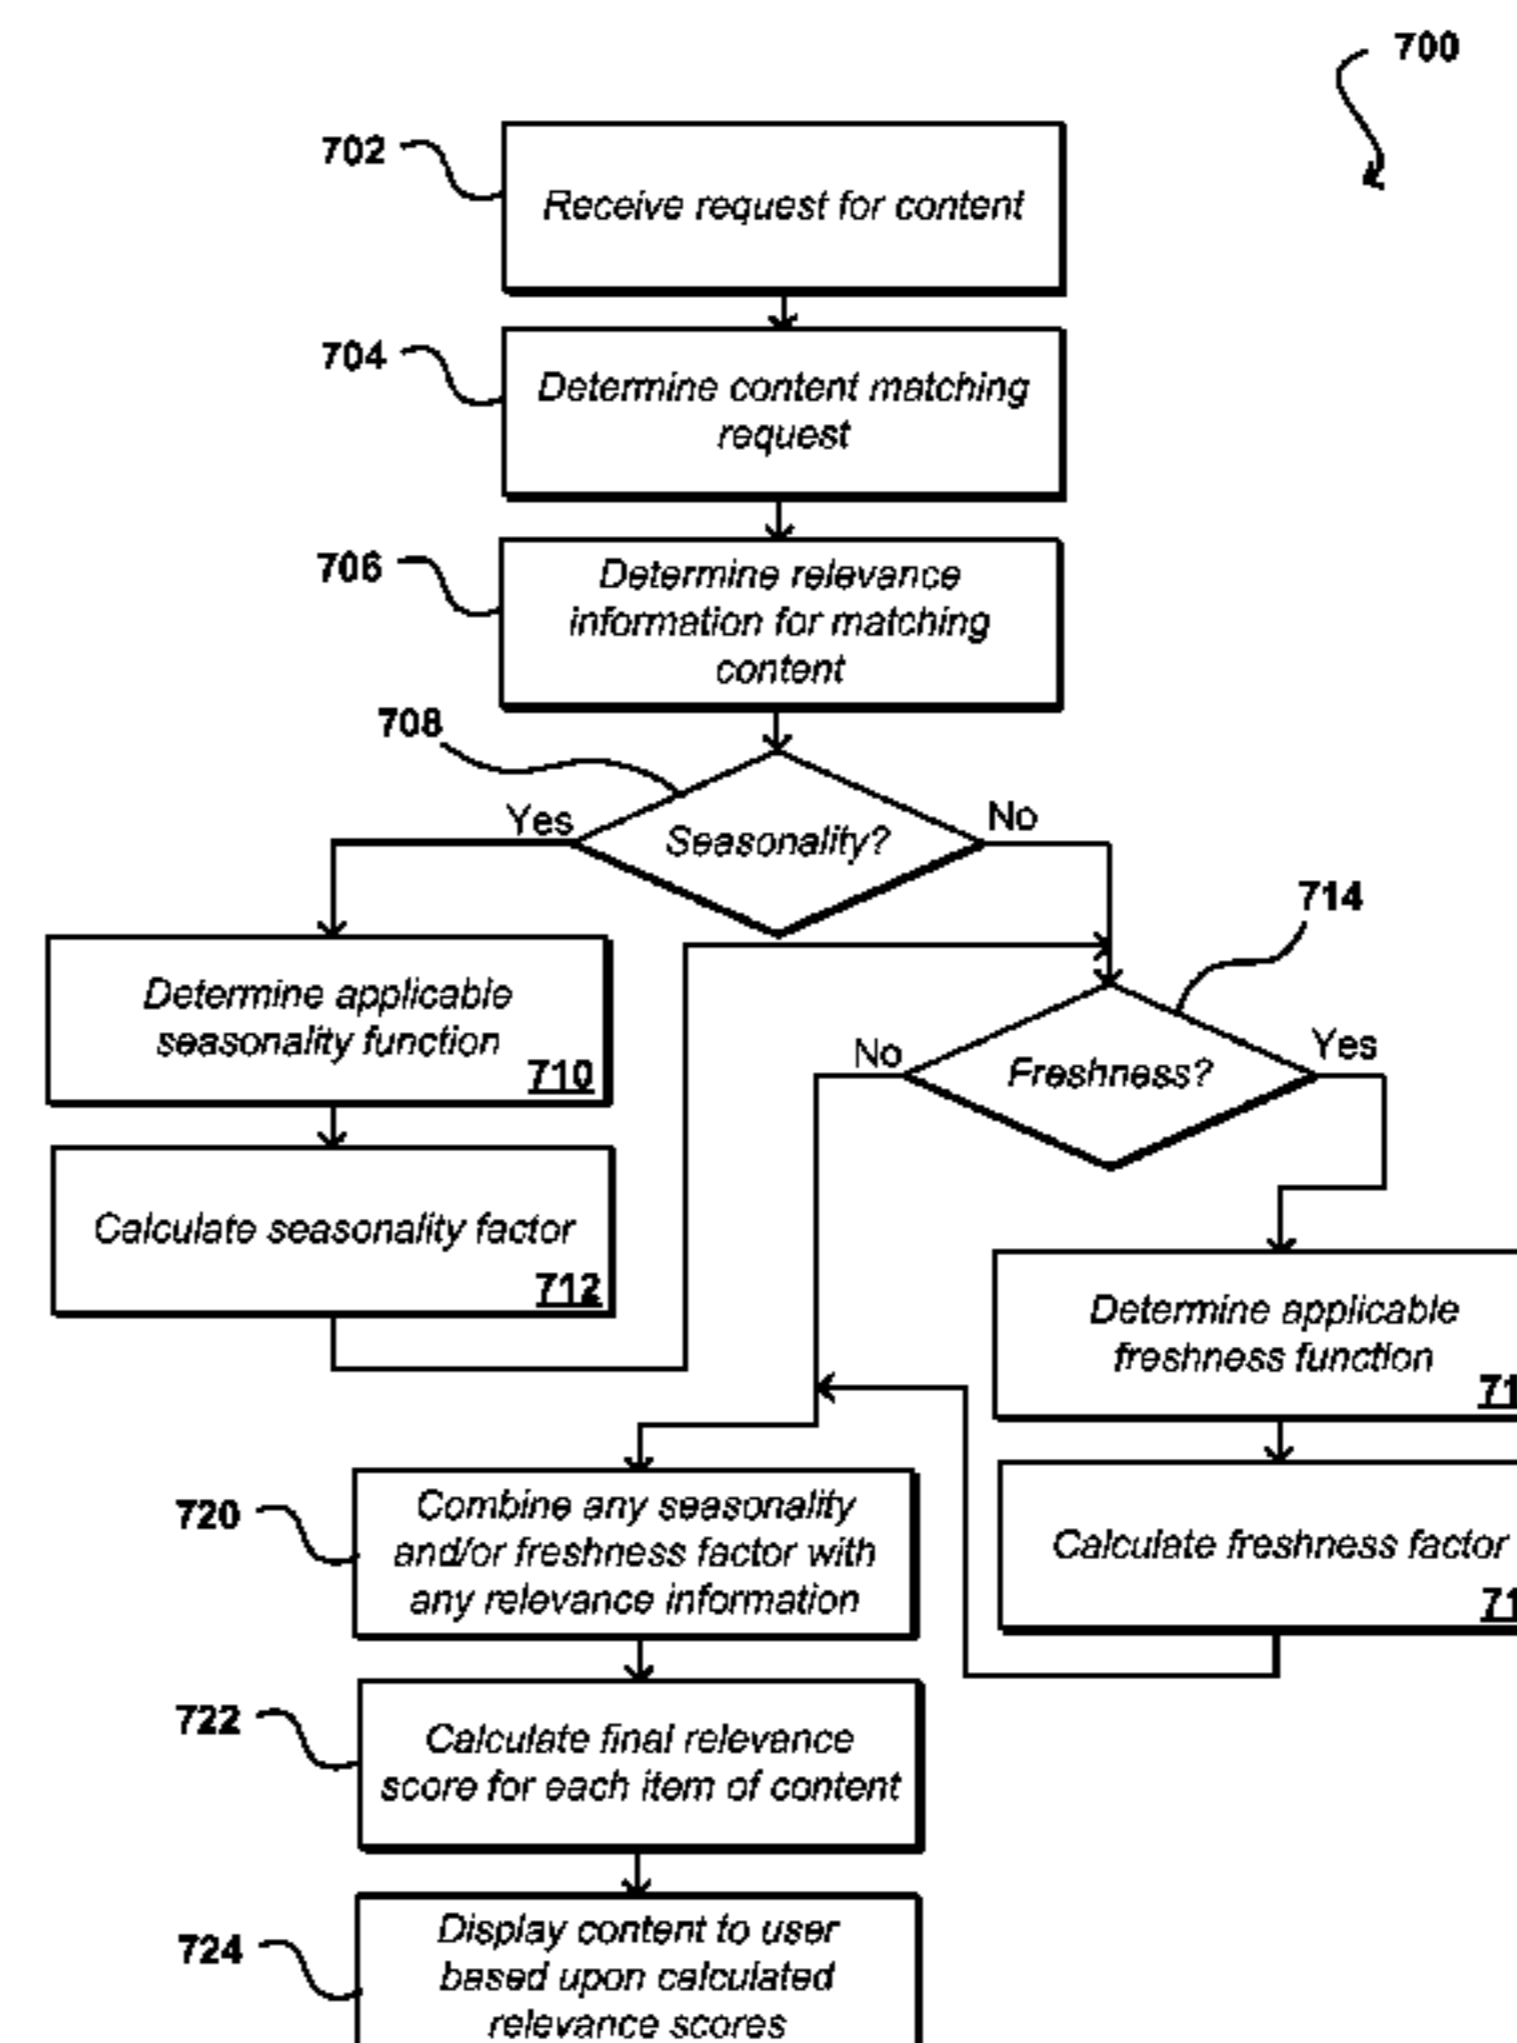 700
702
Receive request for content
704
Determine content matching
request
706
Determine relevance
information for matching
content
708
Yes
Seasonality?
No
714
Determine applicable
seasonality function
710
No
Freshness?
Yes
Calculate seasonality factor
712
Determine applicable
freshness function
720
Combine any seasonality
and/or freshness factor with
any relevance information
Calculate freshness factor
722
Calculate final relevance
score for each item of content
724
Display content to user
based upon calculated
relevance scores